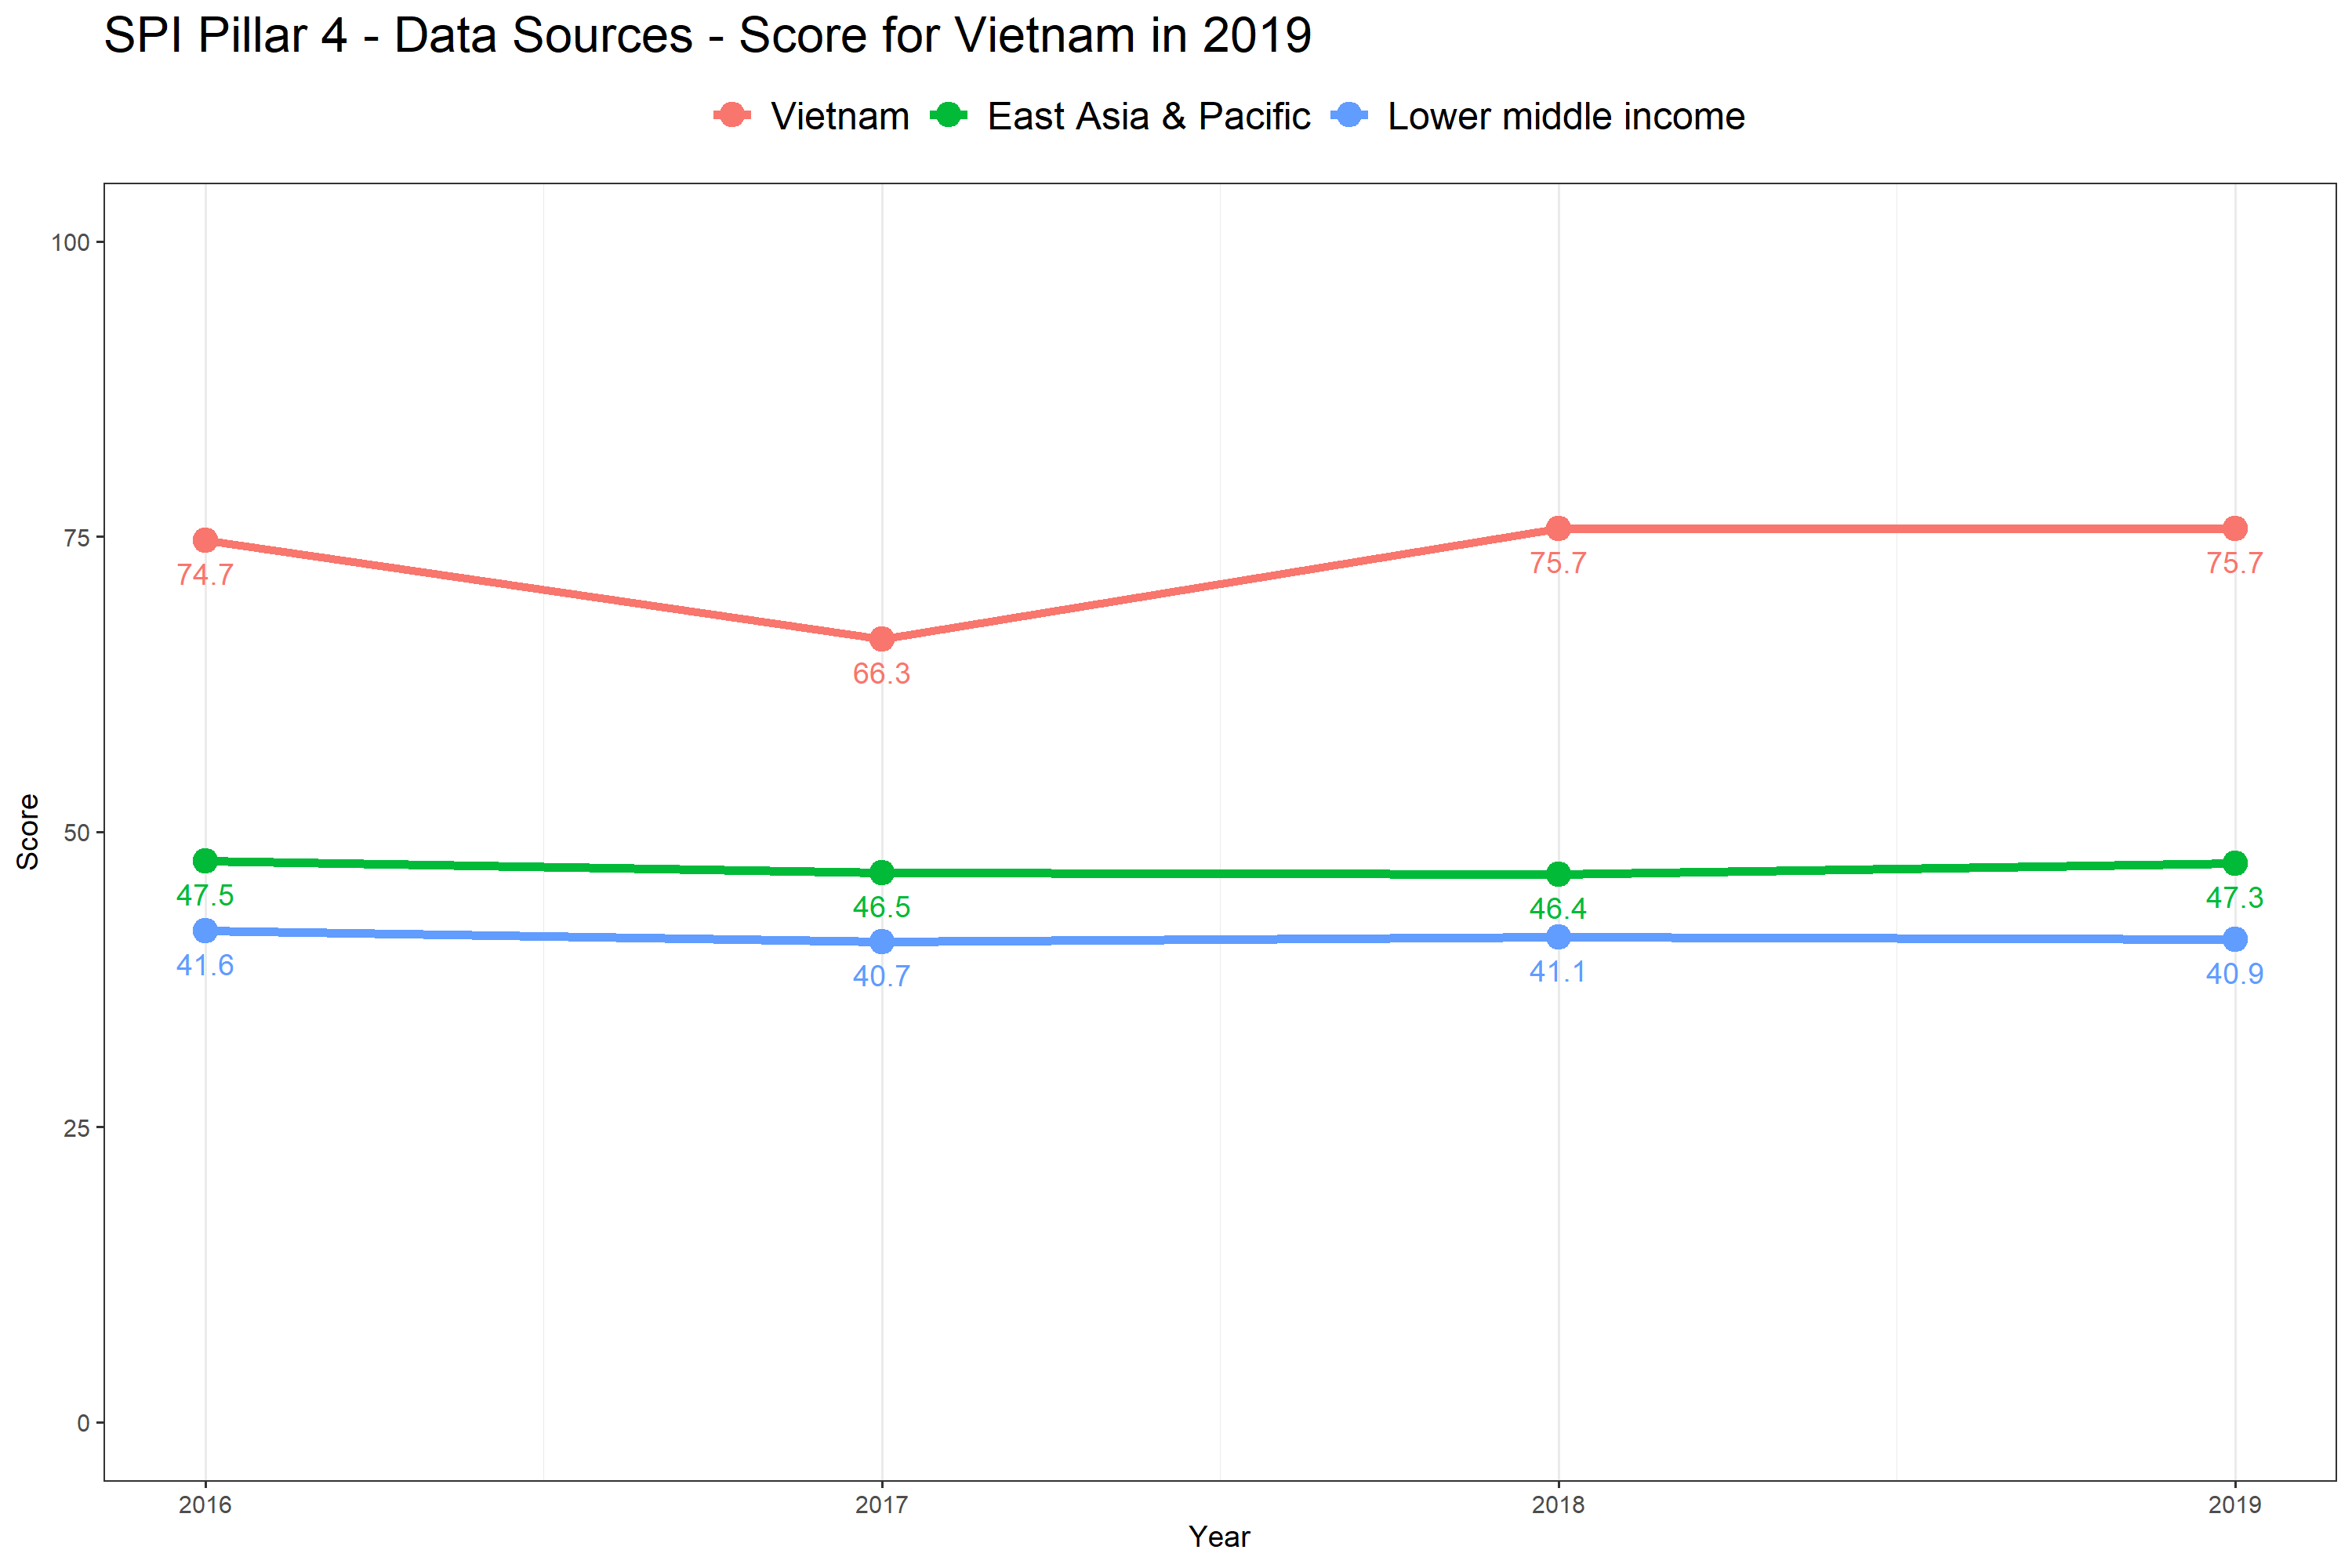 SPI Pillar 4 - Data Sources - Score for Vietnam in 2019
Vietnam East Asia & Pacific Lower middle income
100
75
50
25
0
Score
74.7 66.3 75.7 75.7
47.5 46.5 46.4 47.3
41.6 40.7 41.1 40.9
2016 2017 2018 2019
Year